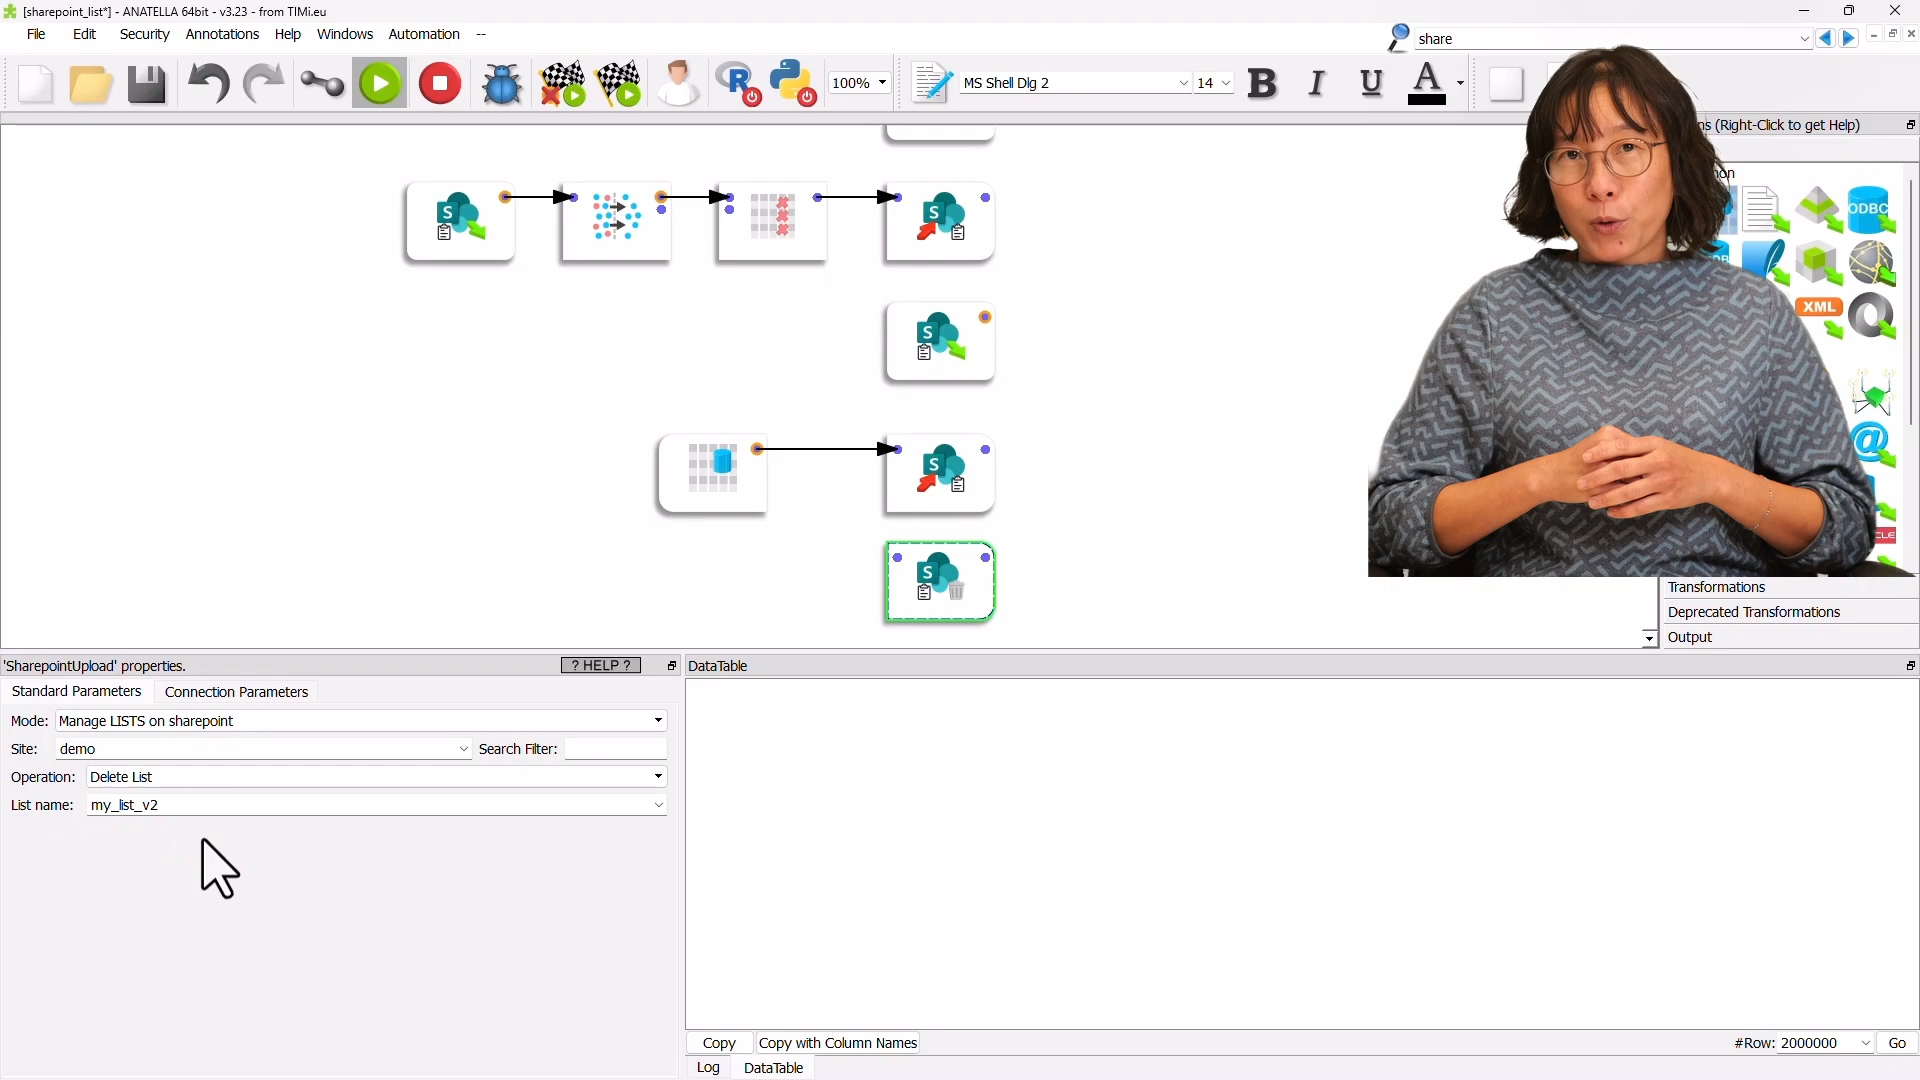 [sharepoint_list*] - ANATELLA 64bit - v3.23 - from TIMi.eu
File Edit Security Annotations Help Windows Automation --
share
100%
MS Shell Dlg 2
14
B I U A
(Right-Click to get Help)
ODBC
XML
S
S
S
S
S
Transformations
Deprecated Transformations
Output
'SharepointUpload' properties.
? HELP ?
DataTable
Standard Parameters
Connection Parameters
Mode: Manage LISTS on sharepoint
Site: demo
Search Filter:
Operation: Delete List
List name: my_list_v2
Copy
Copy with Column Names
#Row: 2000000
Go
Log
DataTable